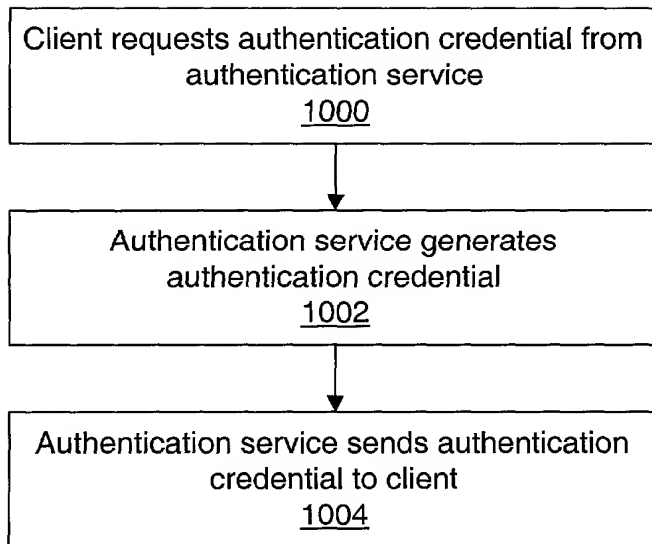 Client requests authentication credential from
authentication service
1000
Authentication service generates
authentication credential
1002
Authentication service sends authentication
credential to client
1004